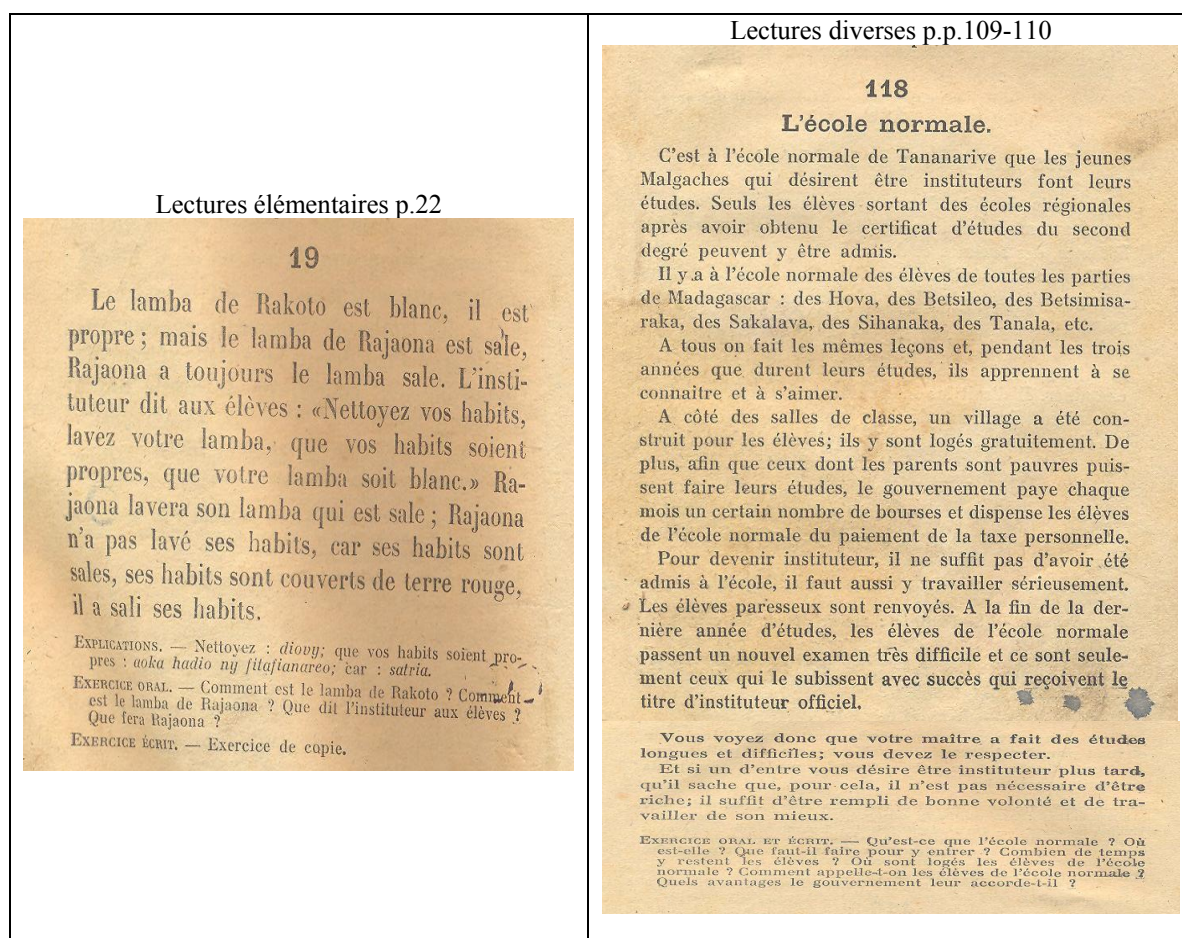 Lectures élémentaires p.22
19
Le lamba de Rakoto est blanc, il est
propre ; mais le lamba de Rajaona est sale,
Rajaona a toujours le lamba sale. L'insti-
tuteur dit aux élèves : «Nettoyez vos habits,
lavez votre lamba, que vos habits soient
propres, que votre lamba soit blanc.» Ra-
jaona lavera son lamba qui est sale ; Rajaona
n'a pas lavé ses habits, car ses habits sont
sales, ses habits sont couverts de terre rouge,
il a sali ses habits.
EXPLICATIONS. — Nettoyez : diovy; que vos habits soient pro-
pres : aoka hadio ny fitafianareo; car : satria.
EXERCICE ORAL. — Comment est le lamba de Rakoto ? Comment
est le lamba de Rajaona ? Que dit l'instituteur aux élèves ?
Que fera Rajaona ?
EXERCICE ÉCRIT. — Exercice de copie.
Lectures diverses p.p.109-110
118
L'école normale.
C'est à l'école normale de Tananarive que les jeunes
Malgaches qui désirent être instituteurs font leurs
études. Seuls les élèves sortant des écoles régionales
après avoir obtenu le certificat d'études du second
degré peuvent y être admis.
Il y a à l'école normale des élèves de toutes les parties
de Madagascar : des Hova, des Betsileo, des Betsimisa-
raka, des Sakalava, des Sihanaka, des Tanala, etc.
A tous on fait les mêmes leçons et, pendant les trois
années que durent leurs études, ils apprennent à se
connaitre et à s'aimer.
A côté des salles de classe, un village a été con-
struit pour les élèves; ils y sont logés gratuitement. De
plus, afin que ceux dont les parents sont pauvres puis-
sent faire leurs études, le gouvernement paye chaque
mois un certain nombre de bourses et dispense les élèves
de l'école normale du paiement de la taxe personnelle.
Pour devenir instituteur, il ne suffit pas d'avoir été
admis à l'école, il faut aussi y travailler sérieusement.
Les élèves paresseux sont renvoyés. A la fin de la der-
nière année d'études, les élèves de l'école normale
passent un nouvel examen très difficile et ce sont seule-
ment ceux qui le subissent avec succès qui reçoivent le
titre d'instituteur officiel.
Vous voyez donc que votre maître a fait des études
longues et difficiles; vous devez le respecter.
Et si un d'entre vous désire être instituteur plus tard,
qu'il sache que, pour cela, il n'est pas nécessaire d'être
riche; il suffit d'être rempli de bonne volonté et de tra-
vailler de son mieux.
EXERCICE ORAL ET ÉCRIT. — Qu'est-ce que l'école normale ? Où
est-elle ? Que faut-il faire pour y entrer ? Combien de temps
y restent les élèves ? Où sont logés les élèves de l'école
normale ? Comment appelle-t-on les élèves de l'école normale ?
Quels avantages le gouvernement leur accorde-t-il ?